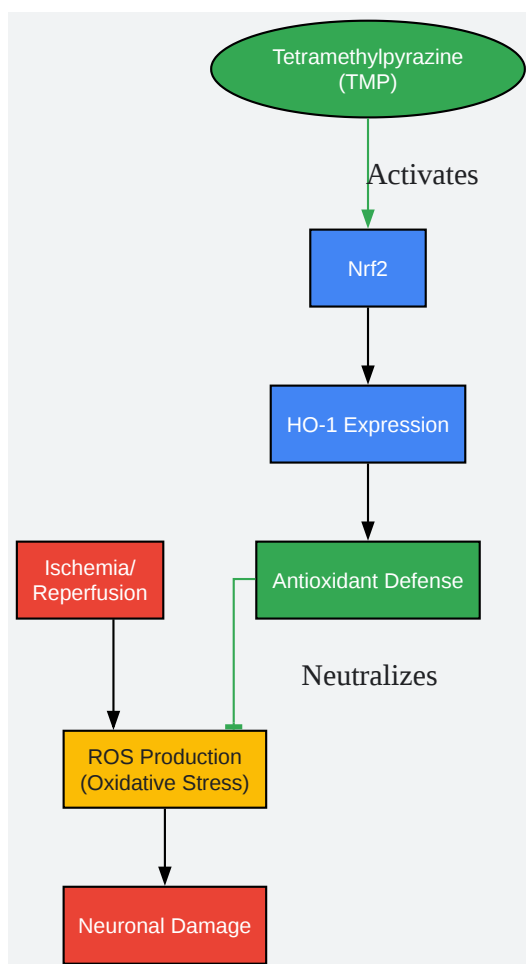 Tetramethylpyrazine
(TMP)
Activates
Nrf2
HO-1 Expression
Ischemia/
Reperfusion
Antioxidant Defense
Neutralizes
ROS Production
(Oxidative Stress)
Neuronal Damage